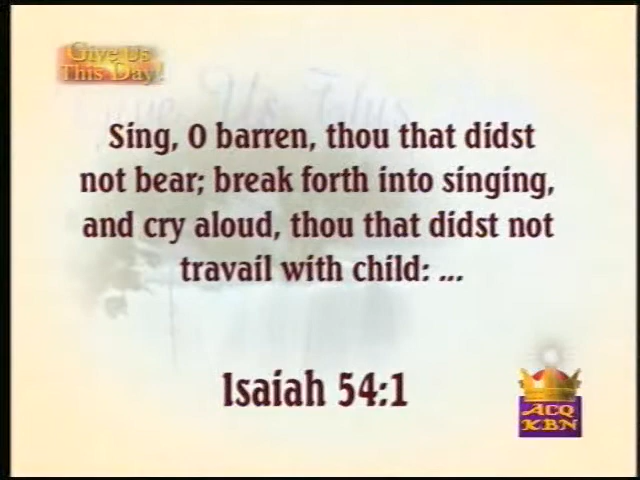 Give Us
This Day!
Sing, O barren, thou that didst
not bear; break forth into singing,
and cry aloud, thou that didst not
travail with child: ...
Isaiah 54:1
ACQ
KBN